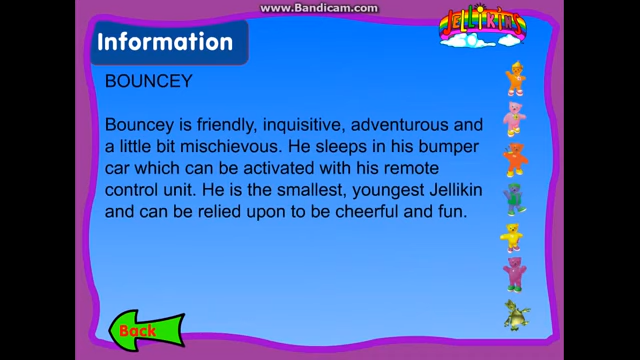 www.Bandicam.com
Information
JELLIKINS
BOUNCEY
Bouncey is friendly, inquisitive, adventurous and
a little bit mischievous. He sleeps in his bumper
car which can be activated with his remote
control unit. He is the smallest, youngest Jellikin
and can be relied upon to be cheerful and fun.
Back